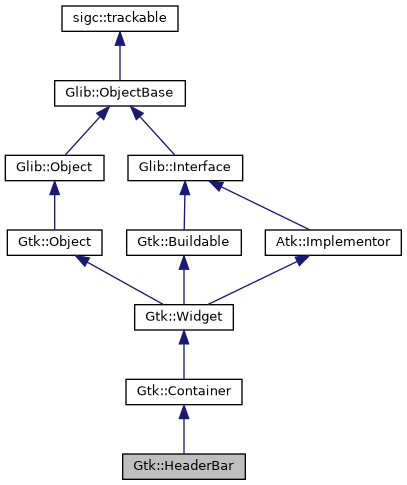 sigc::trackable
Glib::ObjectBase
Glib::Object
Glib::Interface
Gtk::Object
Gtk::Buildable
Atk::Implementor
Gtk::Widget
Gtk::Container
Gtk::HeaderBar